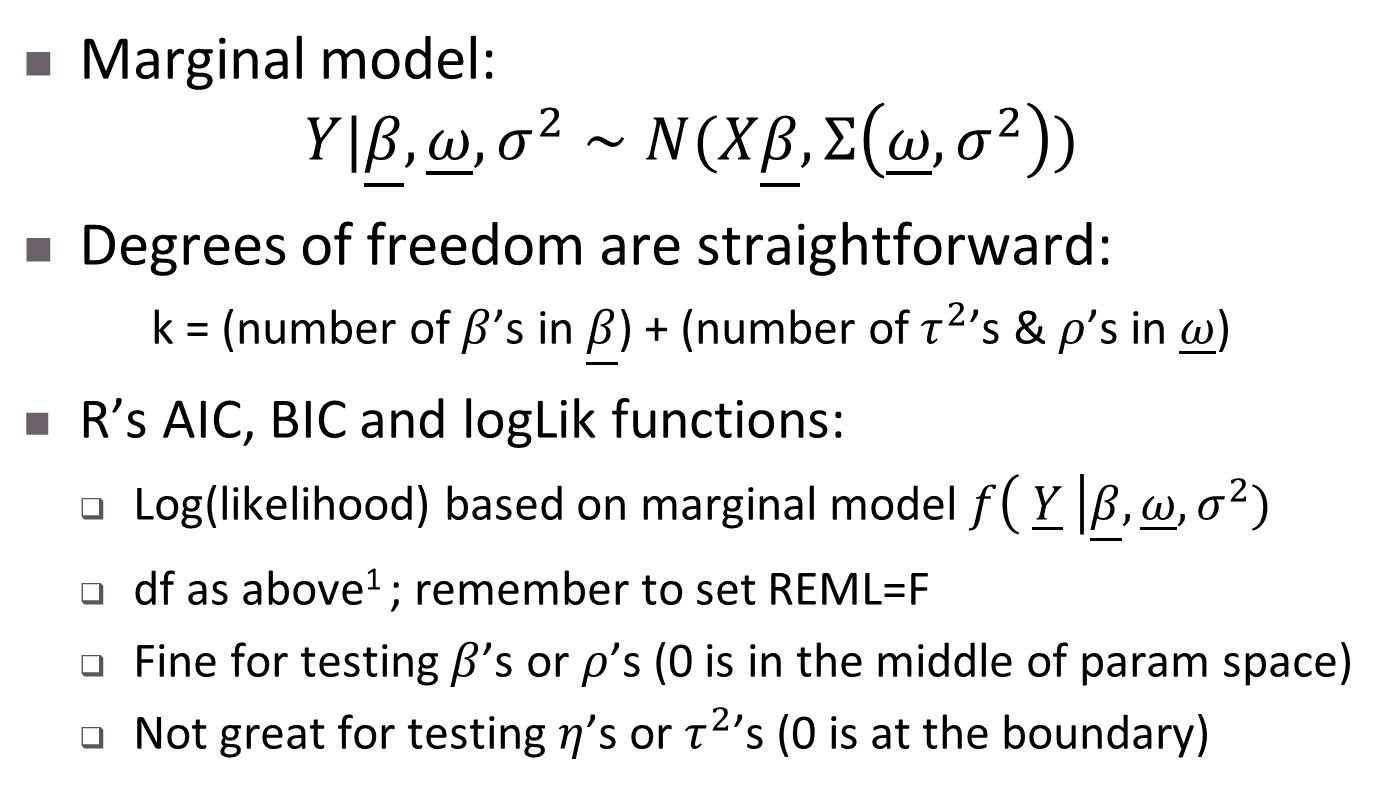 ■ Marginal model:
Y|β, ω, σ² ~ N(Xβ, Σ(ω, σ²))
■ Degrees of freedom are straightforward:
k = (number of β's in β) + (number of τ²'s & ρ's in ω)
■ R's AIC, BIC and logLik functions:
❑ Log(likelihood) based on marginal model f( Y |β, ω, σ²)
❑ df as above¹ ; remember to set REML=F
❑ Fine for testing β's or ρ's (0 is in the middle of param space)
❑ Not great for testing η's or τ²'s (0 is at the boundary)